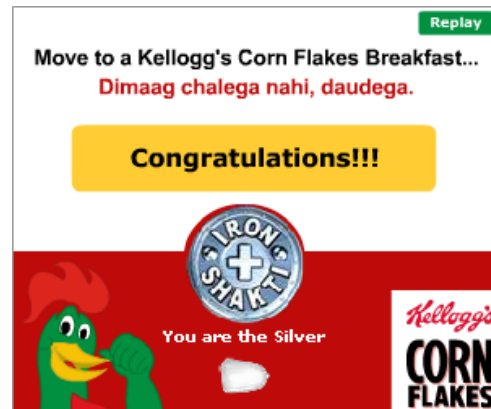 Replay
Move to a Kellogg's Corn Flakes Breakfast...
Dimaag chalega nahi, daudega.
Congratulations!!!
IRON
SHAKTI
You are the Silver
Kellogg's
CORN
FLAKES